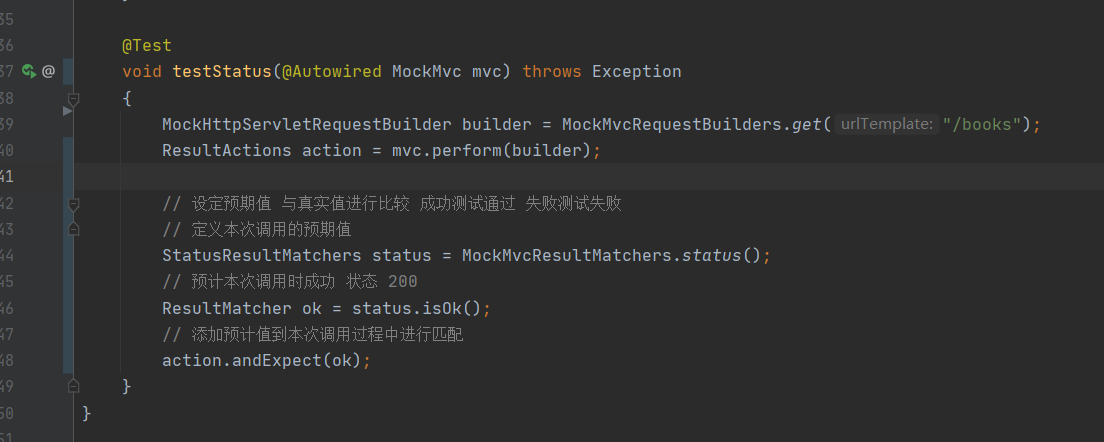 35
36 @Test
37 @ void testStatus(@Autowired MockMvc mvc) throws Exception
38 {
39 MockHttpServletRequestBuilder builder = MockMvcRequestBuilders.get( urlTemplate: "/books");
40 ResultActions action = mvc.perform(builder);
41
42 // 设定预期值 与真实值进行比较 成功测试通过 失败测试失败
43 // 定义本次调用的预期值
44 StatusResultMatchers status = MockMvcResultMatchers.status();
45 // 预计本次调用时成功 状态 200
46 ResultMatcher ok = status.isOk();
47 // 添加预计值到本次调用过程中进行匹配
48 action.andExpect(ok);
49 }
50 }